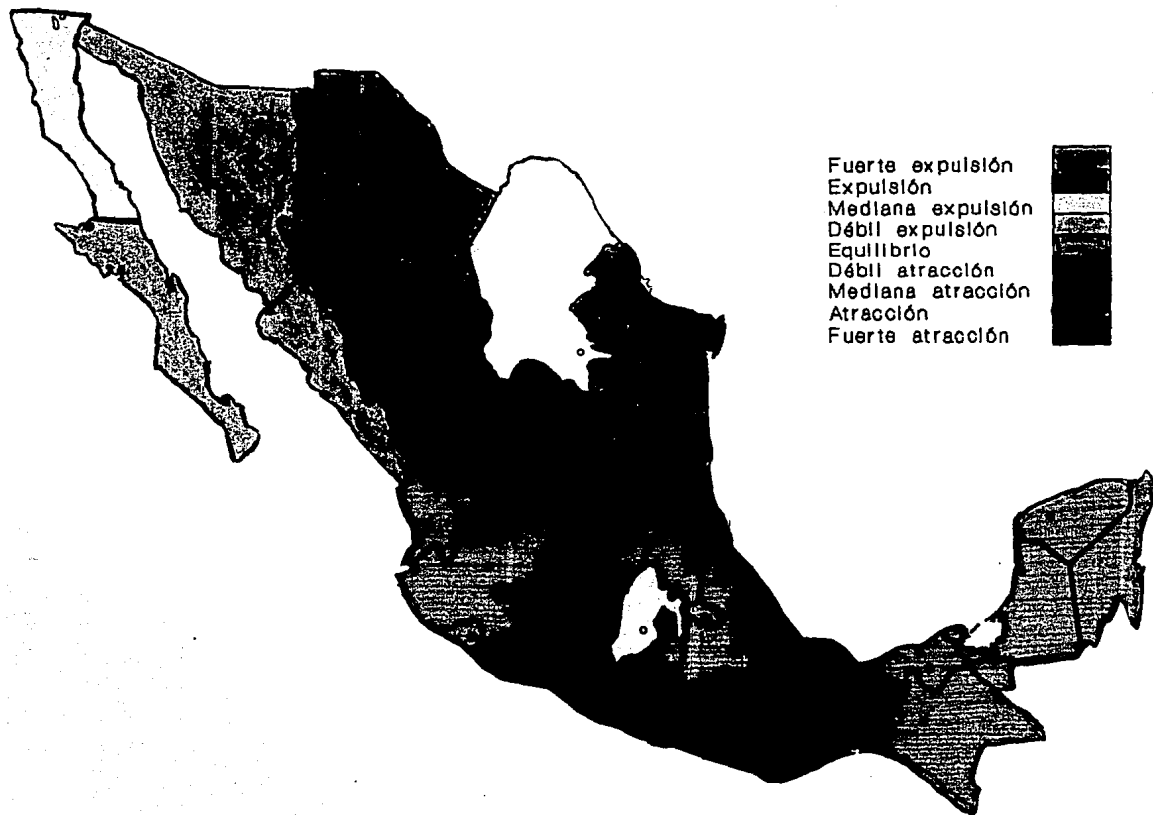 Fuerte expulsión
Expulsión
Mediana expulsión
Débil expulsión
Equilibrio
Débil atracción
Mediana atracción
Atracción
Fuerte atracción